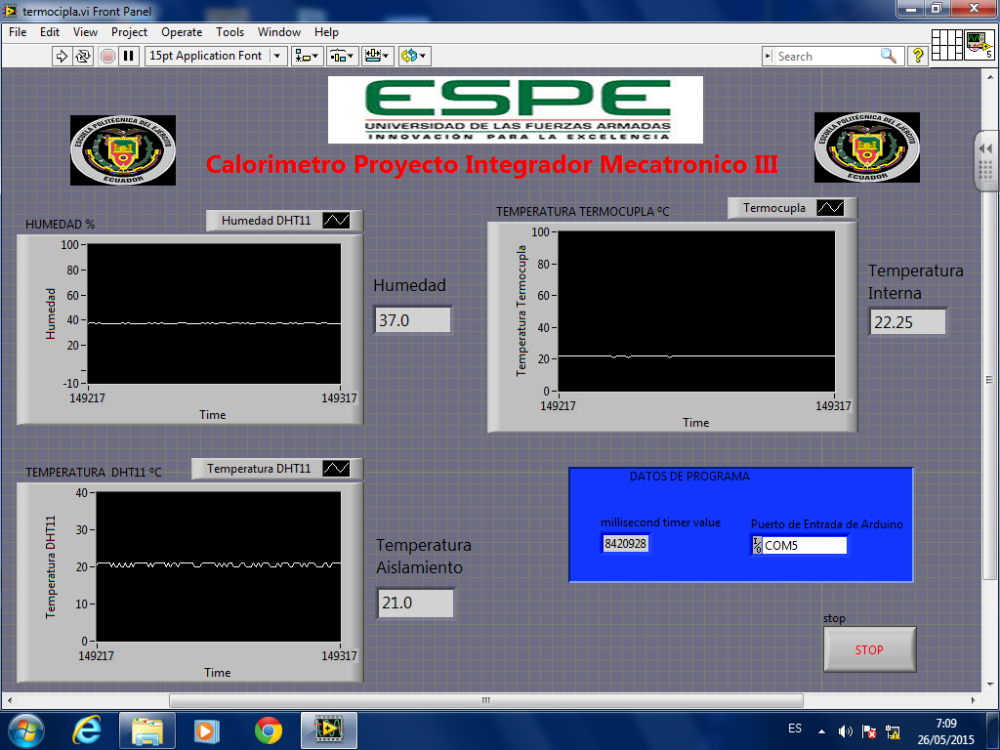 termocipla.vi Front Panel
File Edit View Project Operate Tools Window Help
15pt Application Font
Search
?
5
ESPE
UNIVERSIDAD DE LAS FUERZAS ARMADAS
INNOVACIÓN PARA LA EXCELENCIA
ESCUELA POLITÉCNICA DEL EJERCITO
ECUADOR
ESCUELA POLITÉCNICA DEL EJERCITO
ECUADOR
Calorimetro Proyecto Integrador Mecatronico III
HUMEDAD %
Humedad DHT11
100
80
60
40
20
-10
Humedad
149217
149317
Time
Humedad
37.0
TEMPERATURA TERMOCUPLA ºC
Termocupla
100
80
60
40
20
0
Temperatura Termocupla
149217
149317
Time
Temperatura
Interna
22.25
TEMPERATURA DHT11 ºC
Temperatura DHT11
40
30
20
10
0
Temperatura DHT11
149217
149317
Time
Temperatura
Aislamiento
21.0
DATOS DE PROGRAMA
millisecond timer value
8420928
Puerto de Entrada de Arduino
COM5
stop
STOP
ES
7:09
26/05/2015